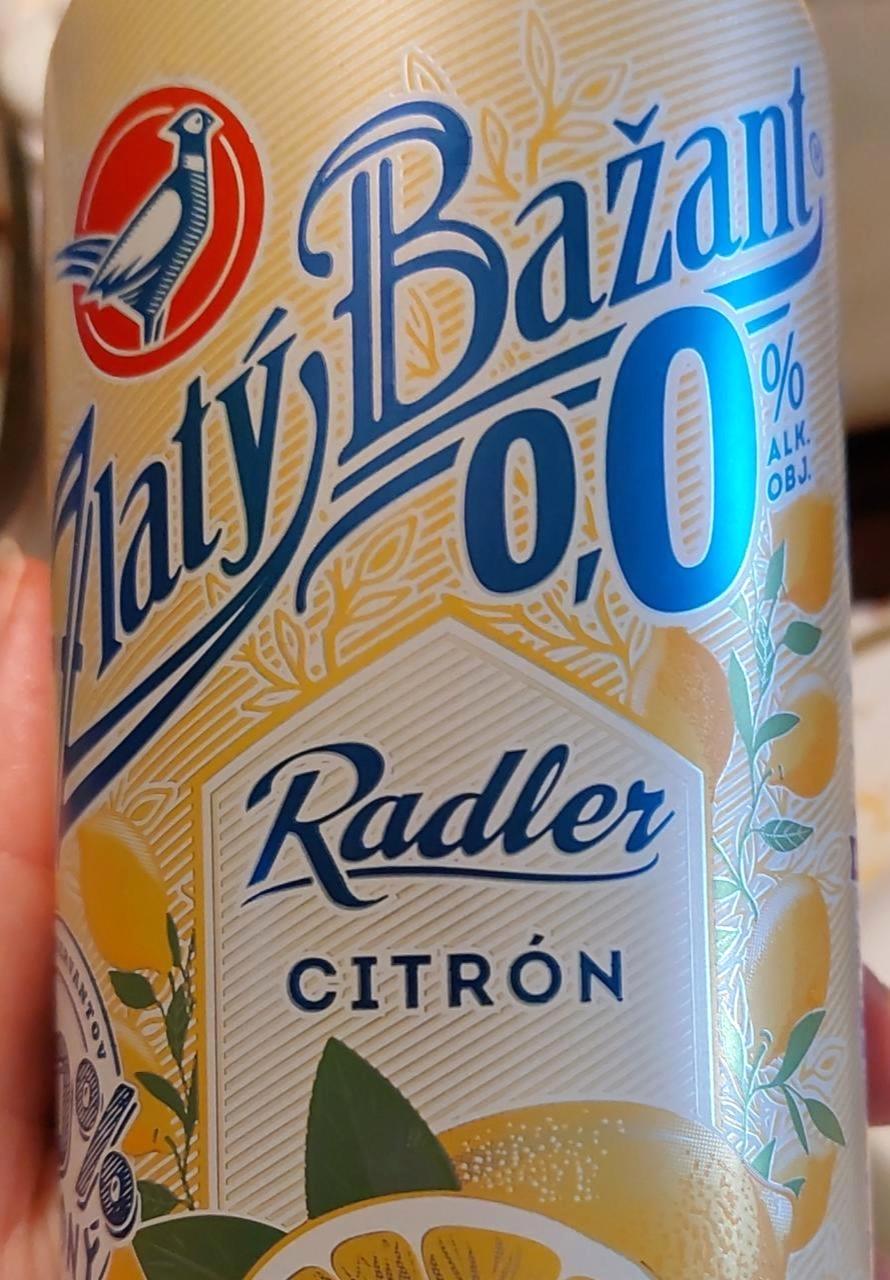 Zlatý Bažant®
0,0%
ALK.
OBJ.
Radler
CITRÓN